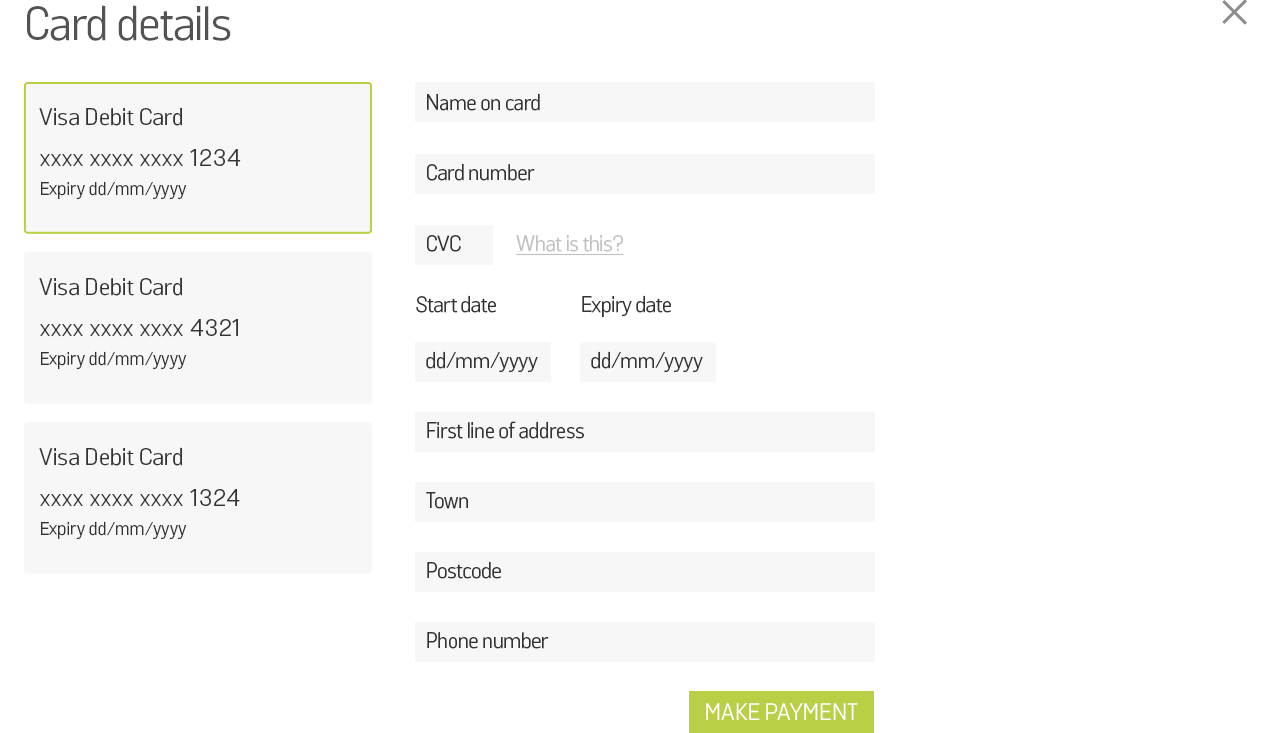 Card details
Visa Debit Card
xxxx xxxx xxxx 1234
Expiry dd/mm/yyyy
Visa Debit Card
xxxx xxxx xxxx 4321
Expiry dd/mm/yyyy
Visa Debit Card
xxxx xxxx xxxx 1324
Expiry dd/mm/yyyy
Name on card
Card number
CVC What is this?
Start date Expiry date
dd/mm/yyyy dd/mm/yyyy
First line of address
Town
Postcode
Phone number
MAKE PAYMENT